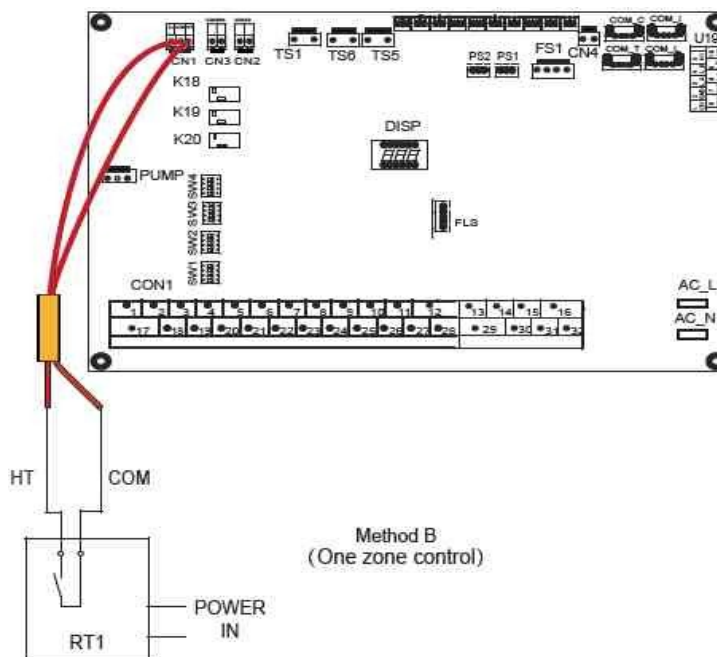 COM_C COM_I
U19
CN1 CN3 CN2 TS1 TS6 TS5 PS2 PS1 FS1 CN4 COM_T COM_L
K18
K19
K20
DISP
PUMP
SW4
SW3
SW2
SW1
FLS
CON1
AC_L
1 2 3 4 5 6 7 8 9 10 11 12 13 14 15 16
AC_N
17 18 19 20 21 22 23 24 25 26 27 28 29 30 31 32
HT COM
Method B
(One zone control)
POWER
IN
RT1